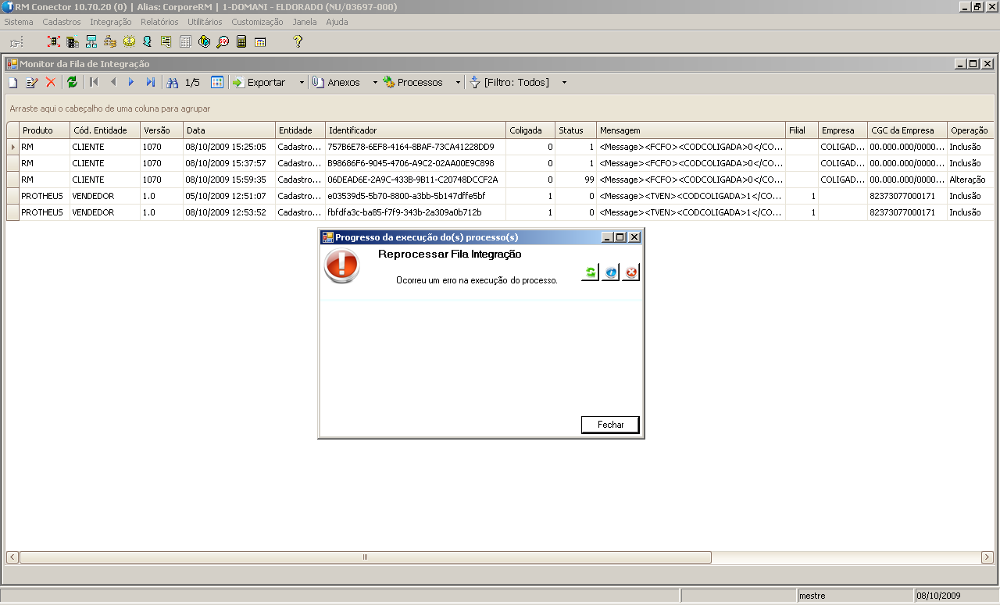 RM Conector 10.70.20 (0) | Alias: CorporeRM | 1-DOMANI - ELDORADO (NU/03697-000)
Sistema Cadastros Integração Relatórios Utilitários Customização Janela Ajuda
Monitor da Fila de Integração
1/5 Exportar Anexos Processos [Filtro: Todos]
Arraste aqui o cabeçalho de uma coluna para agrupar
Produto Cód. Entidade Versão Data Entidade Identificador Coligada Status Mensagem Filial Empresa CGC da Empresa Operação
RM CLIENTE 1070 08/10/2009 15:25:05 Cadastro... 757B6E78-6EF8-4164-8BAF-73CA41228DD9 0 1 <Message><FCFO><CODCOLIGADA>0</CO... COLIGAD... 00.000.000/0000... Inclusão
RM CLIENTE 1070 08/10/2009 15:37:57 Cadastro... B98686F6-9045-4706-A9C2-02AA00E9C898 0 1 <Message><FCFO><CODCOLIGADA>0</CO... COLIGAD... 00.000.000/0000... Inclusão
RM CLIENTE 1070 08/10/2009 15:59:35 Cadastro... 06DEAD6E-2A9C-433B-9B11-C20748DCCF2A 0 99 <Message><FCFO><CODCOLIGADA>0</CO... COLIGAD... 00.000.000/0000... Alteração
PROTHEUS VENDEDOR 1.0 05/10/2009 12:51:07 Cadastro... e03539d5-5b70-8800-a3bb-5b147dffe5bf 1 0 <Message><TVEN><CODCOLIGADA>1</CO... 1 82373077000171 Inclusão
PROTHEUS VENDEDOR 1.0 08/10/2009 12:53:52 Cadastro... fbfdfa3c-ba85-f7f9-343b-2a309a0b712b 1 0 <Message><TVEN><CODCOLIGADA>1</CO... 1 82373077000171 Inclusão
Progresso da execução do(s) processo(s)
Reprocessar Fila Integração
Ocorreu um erro na execução do processo.
Fechar
mestre 08/10/2009